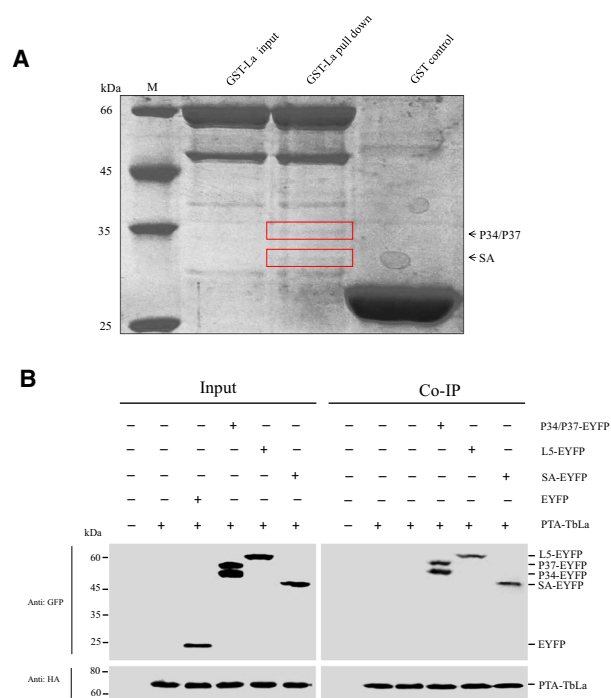 A
kDa M GST-La input GST-La pull down GST control
66
45
35
25
P34/P37
SA
B
Input Co-IP
– – – + – – – – – + – – P34/P37-EYFP
– – – – + – – – – – + – L5-EYFP
– – – – – + – – – – – + SA-EYFP
– – + – – – – – – – – – EYFP
– + + + + + – + + + + + PTA-TbLa
kDa
60
45
35
25
Anti: GFP
L5-EYFP
P37-EYFP
P34-EYFP
SA-EYFP
EYFP
Anti: HA
80
60
PTA-TbLa